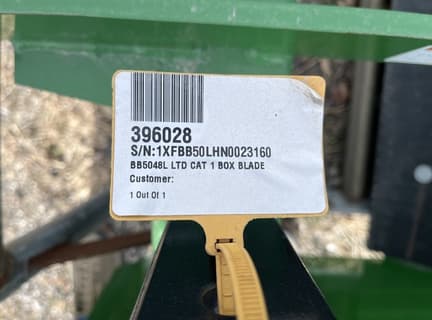 396028
S/N:1XFBB50LHN0023160
BB5048L LTD CAT 1 BOX BLADE
Customer:
1 Out Of 1